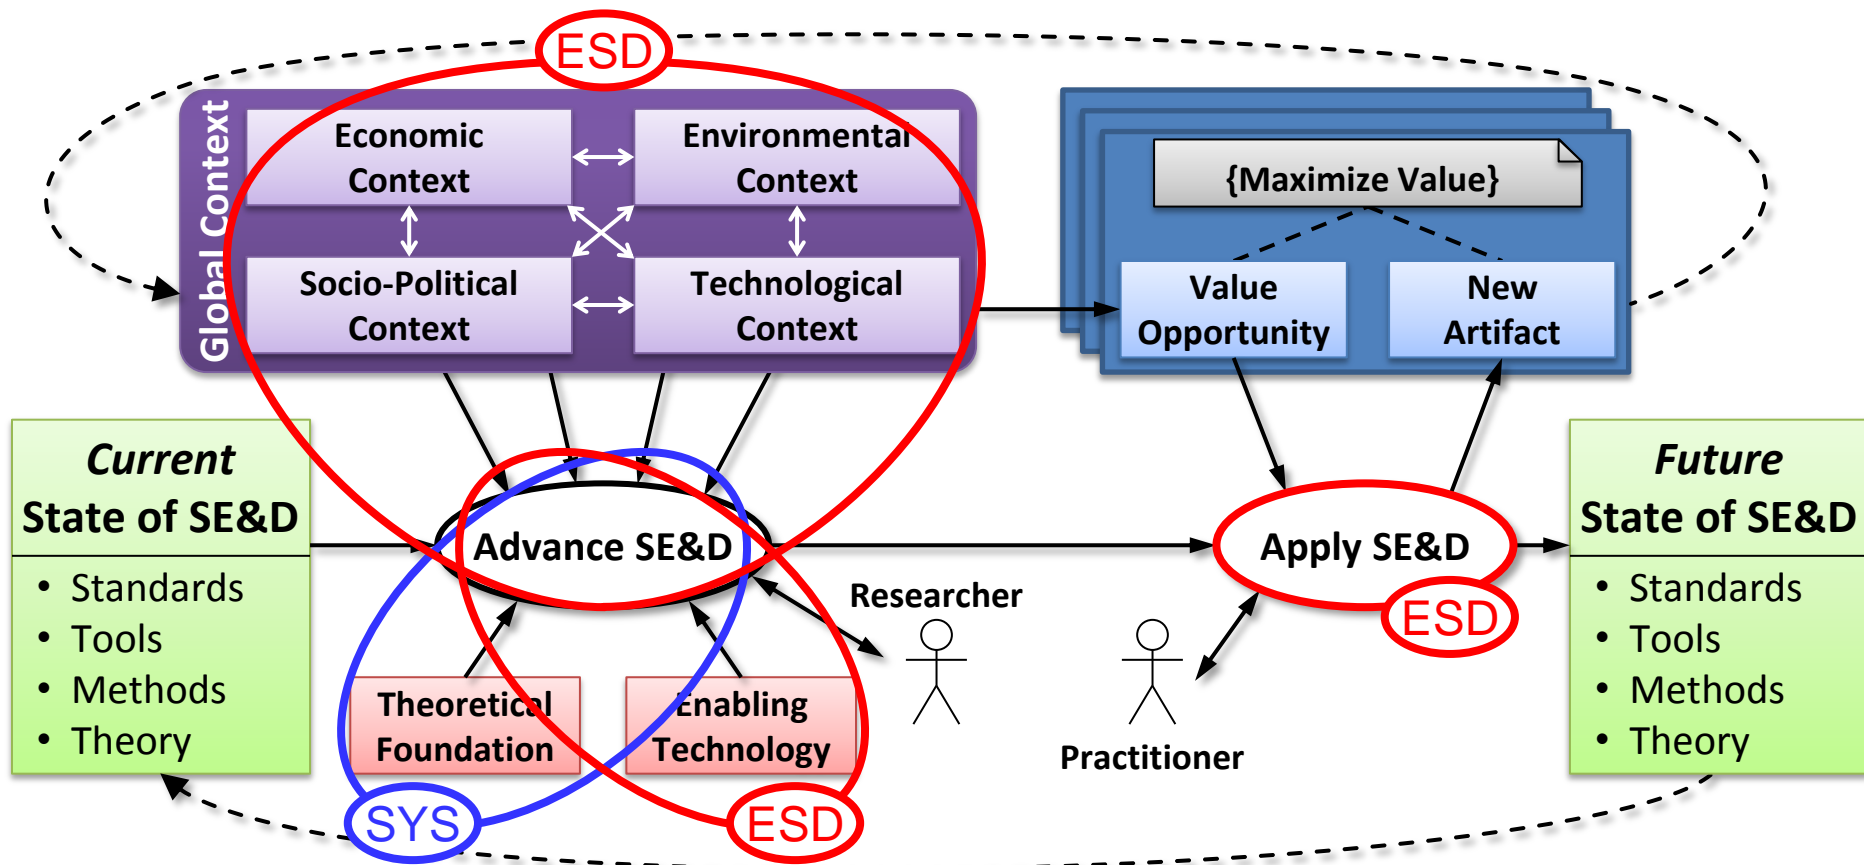 ESD
Global Context
Economic
Context
Environmental
Context
Socio-Political
Context
Technological
Context
{Maximize Value}
Value
Opportunity
New
Artifact
Current
State of SE&D
• Standards
• Tools
• Methods
• Theory
Advance SE&D
Apply SE&D
ESD
Researcher
Practitioner
Theoretical
Foundation
Enabling
Technology
SYS
ESD
Future
State of SE&D
• Standards
• Tools
• Methods
• Theory